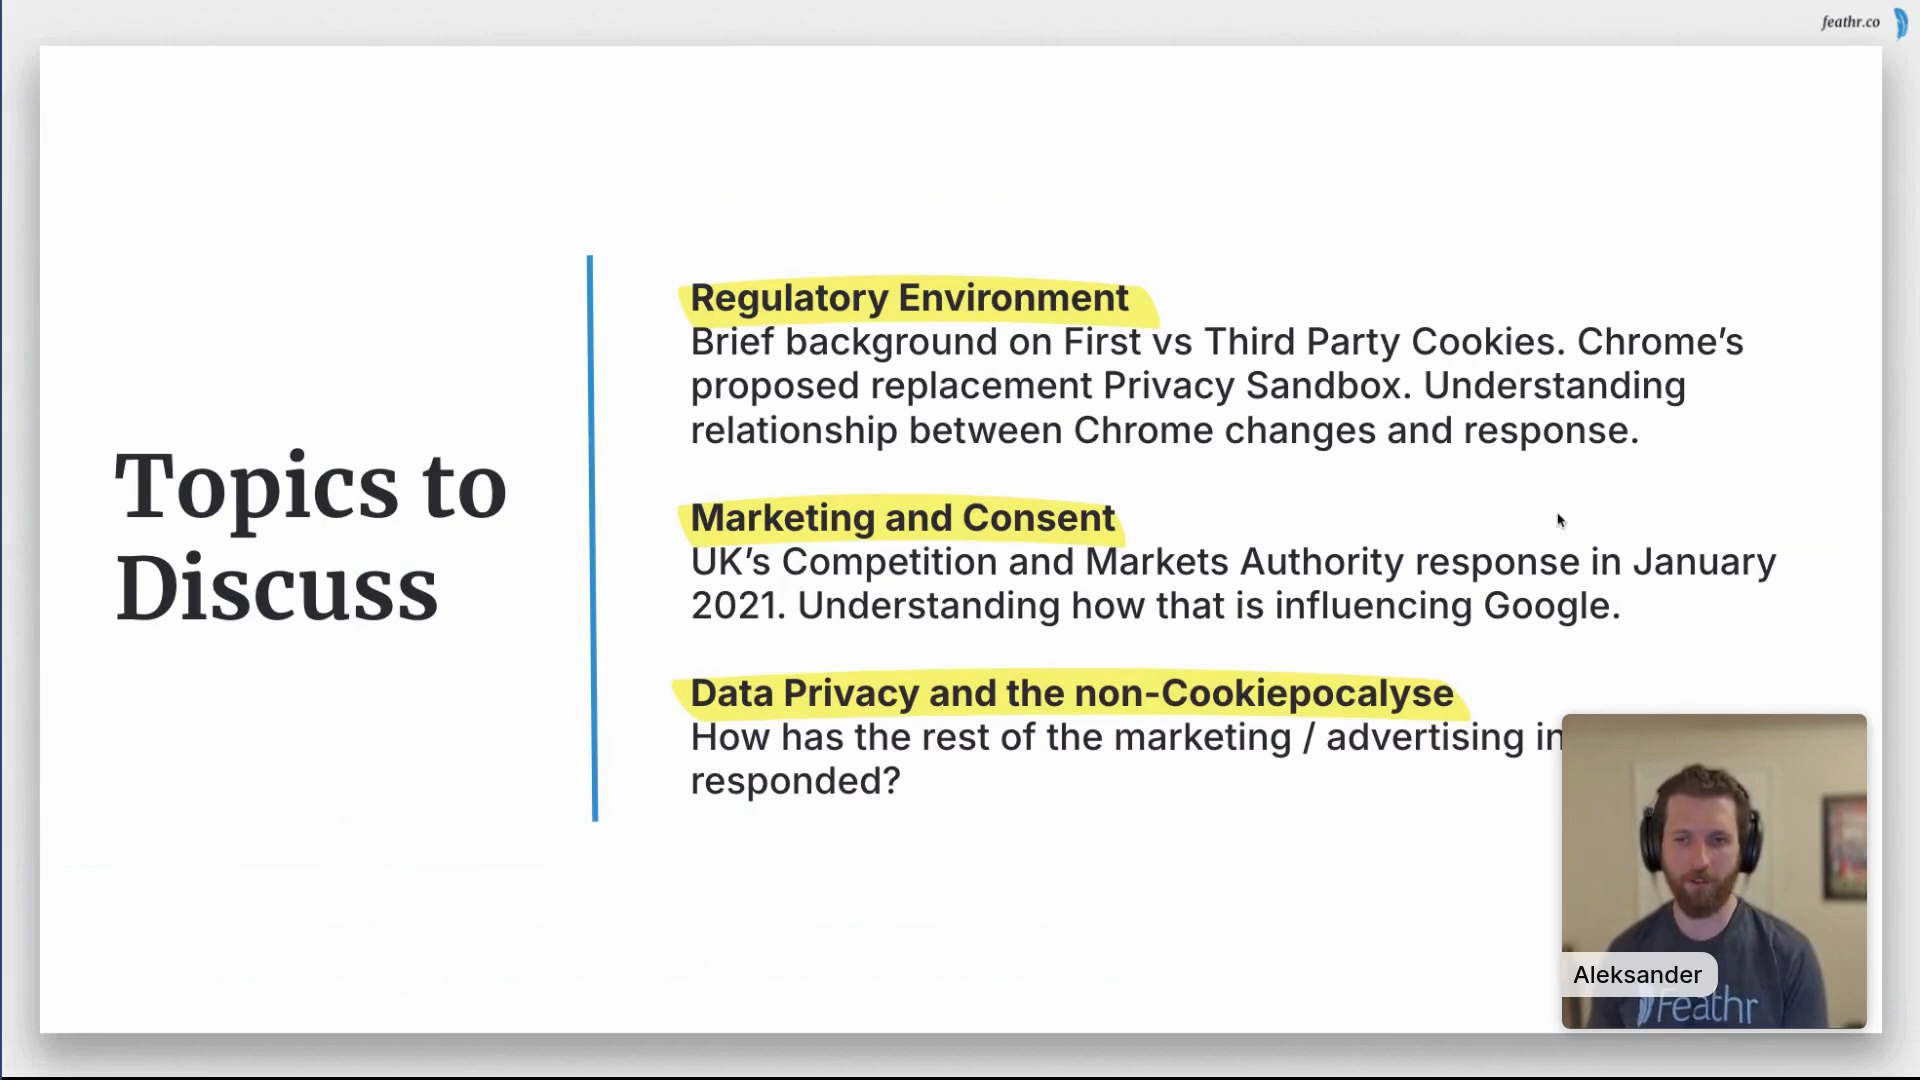 feathr.co
Topics to
Discuss
Regulatory Environment
Brief background on First vs Third Party Cookies. Chrome’s
proposed replacement Privacy Sandbox. Understanding
relationship between Chrome changes and response.
Marketing and Consent
UK’s Competition and Markets Authority response in January
2021. Understanding how that is influencing Google.
Data Privacy and the non-Cookiepocalyse
How has the rest of the marketing / advertising in
responded?
Aleksander
Feathr